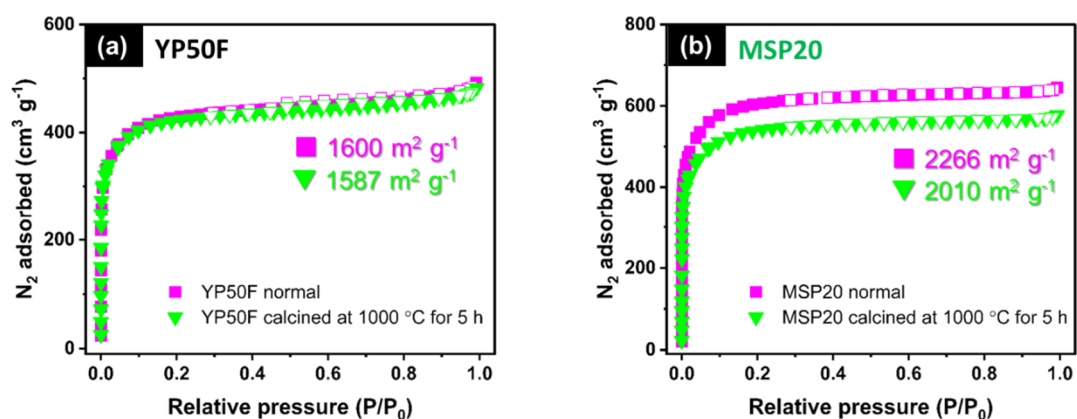 (a) YP50F
600
400
200
0
N₂ adsorbed (cm³ g⁻¹)
1600 m² g⁻¹
1587 m² g⁻¹
YP50F normal
YP50F calcined at 1000 °C for 5 h
0.0 0.2 0.4 0.6 0.8 1.0
Relative pressure (P/P₀)
(b) MSP20
800
600
400
200
0
N₂ adsorbed (cm³ g⁻¹)
2266 m² g⁻¹
2010 m² g⁻¹
MSP20 normal
MSP20 calcined at 1000 °C for 5 h
0.0 0.2 0.4 0.6 0.8 1.0
Relative pressure (P/P₀)